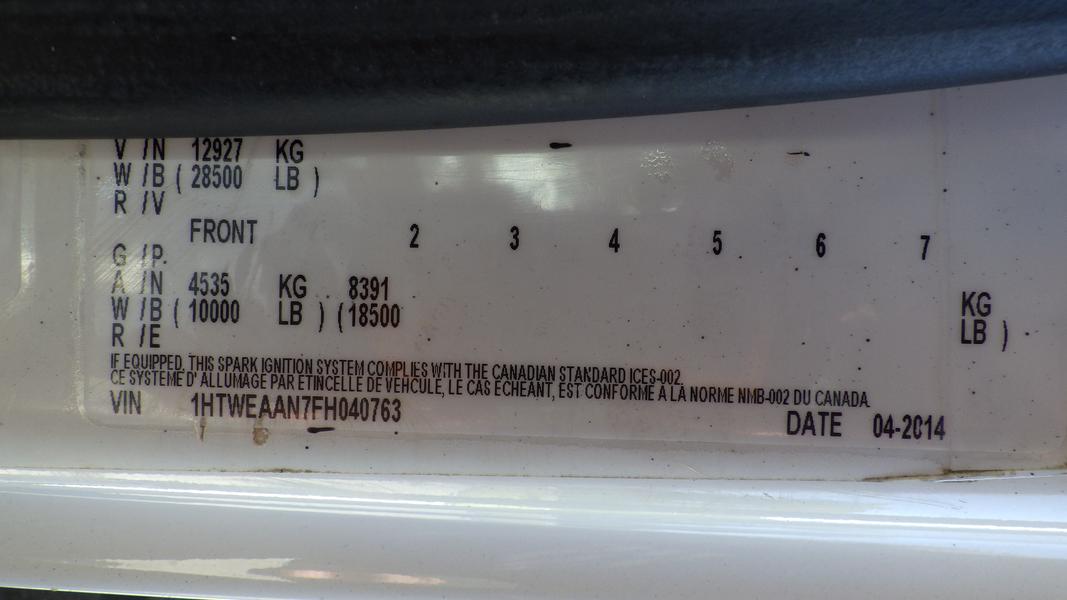 V /N 12927 KG
W /B ( 28500 LB )
R /V
FRONT 2 3 4 5 6 7
G /P.
A /N 4535 KG 8391 KG
W /B ( 10000 LB ) ( 18500 LB )
R /E
IF EQUIPPED, THIS SPARK IGNITION SYSTEM COMPLIES WITH THE CANADIAN STANDARD ICES-002.
CE SYSTEME D' ALLUMAGE PAR ETINCELLE DE VEHCULE, LE CAS ECHEANT, EST CONFORME A LA NORME NMB-002 DU CANADA.
VIN 1HTWEAAN7FH040763 DATE 04-2014